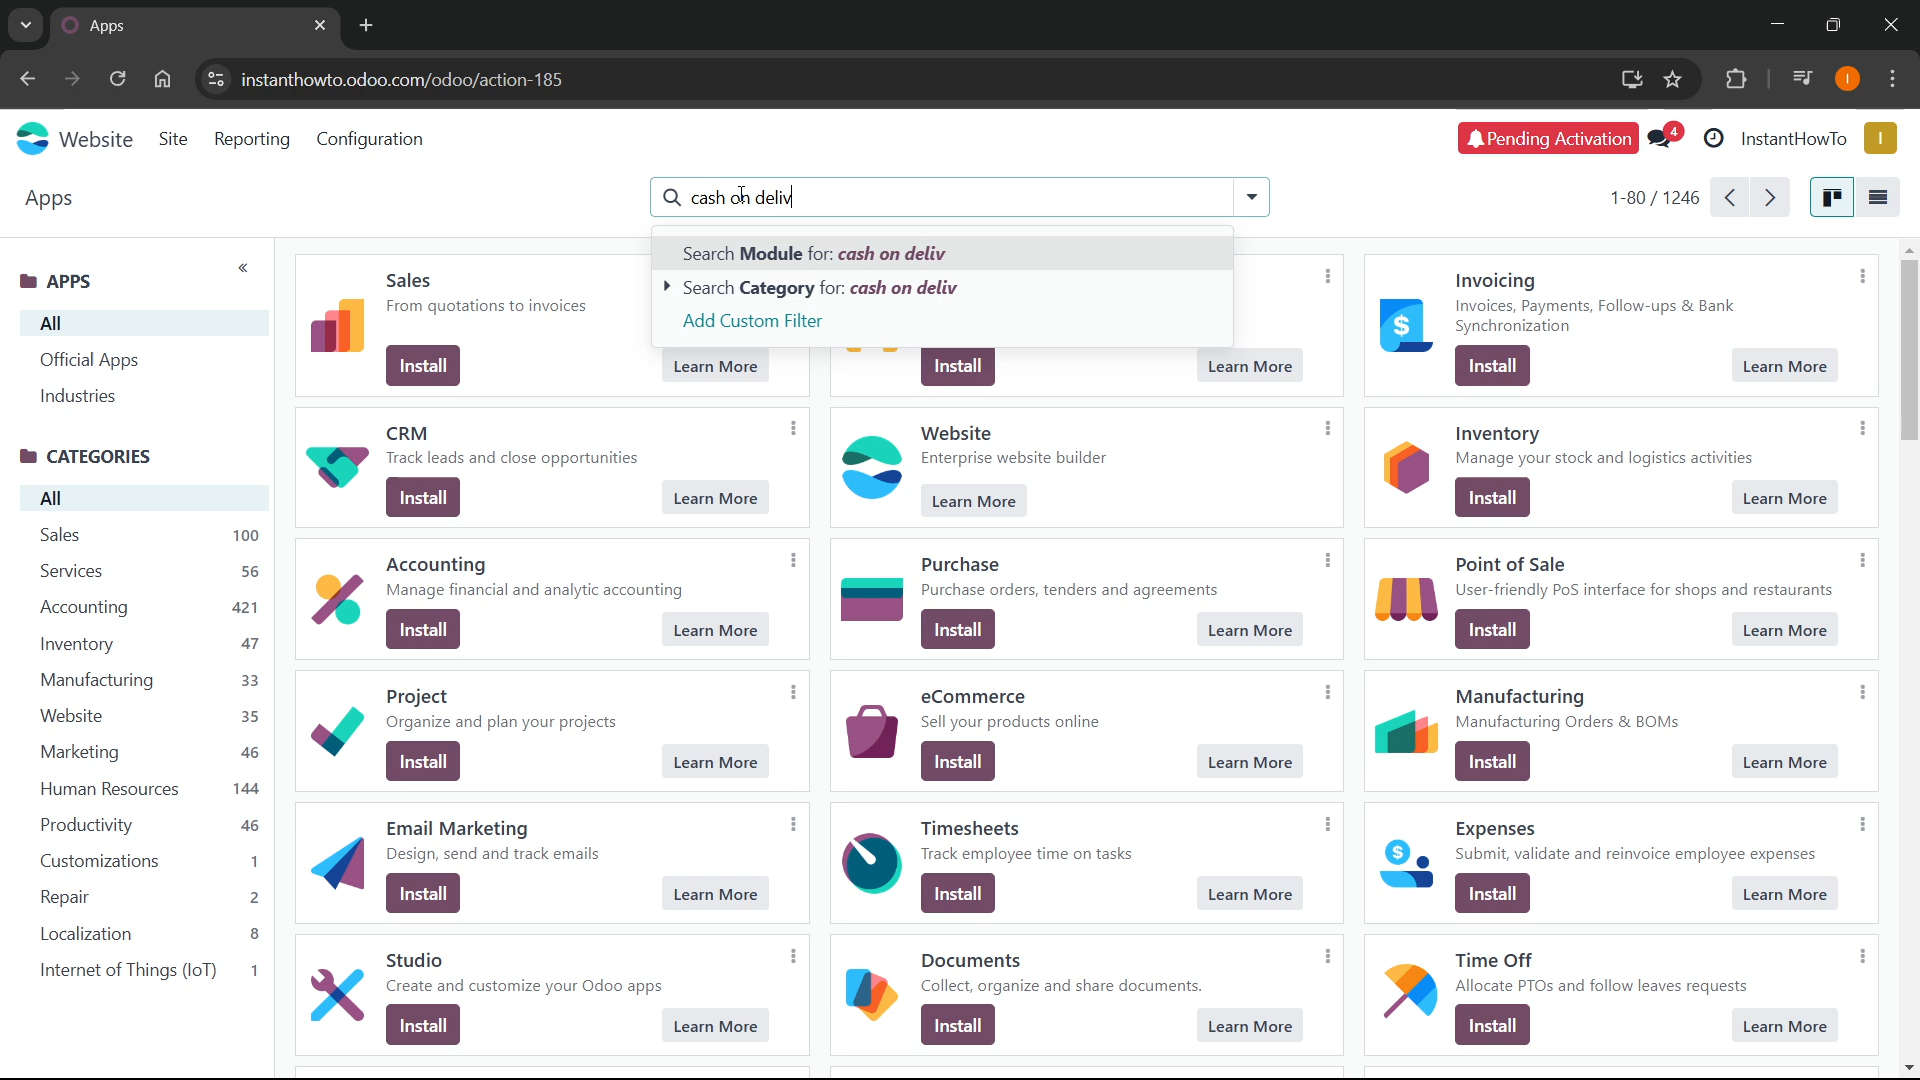 Apps
instanthowto.odoo.com/odoo/action-185
Website Site Reporting Configuration
Pending Activation 4 InstantHowTo I
Apps
cash on deliv
1-80 / 1246
Search Module for: cash on deliv
Search Category for: cash on deliv
Add Custom Filter
APPS
All
Official Apps
Industries
CATEGORIES
All
Sales 100
Services 56
Accounting 421
Inventory 47
Manufacturing 33
Website 35
Marketing 46
Human Resources 144
Productivity 46
Customizations 1
Repair 2
Localization 8
Internet of Things (IoT) 1
Sales
From quotations to invoices
Install Learn More
Install Learn More
Invoicing
Invoices, Payments, Follow-ups & Bank
Synchronization
Install Learn More
CRM
Track leads and close opportunities
Install Learn More
Website
Enterprise website builder
Learn More
Inventory
Manage your stock and logistics activities
Install Learn More
Accounting
Manage financial and analytic accounting
Install Learn More
Purchase
Purchase orders, tenders and agreements
Install Learn More
Point of Sale
User-friendly PoS interface for shops and restaurants
Install Learn More
Project
Organize and plan your projects
Install Learn More
eCommerce
Sell your products online
Install Learn More
Manufacturing
Manufacturing Orders & BOMs
Install Learn More
Email Marketing
Design, send and track emails
Install Learn More
Timesheets
Track employee time on tasks
Install Learn More
Expenses
Submit, validate and reinvoice employee expenses
Install Learn More
Studio
Create and customize your Odoo apps
Install Learn More
Documents
Collect, organize and share documents.
Install Learn More
Time Off
Allocate PTOs and follow leaves requests
Install Learn More